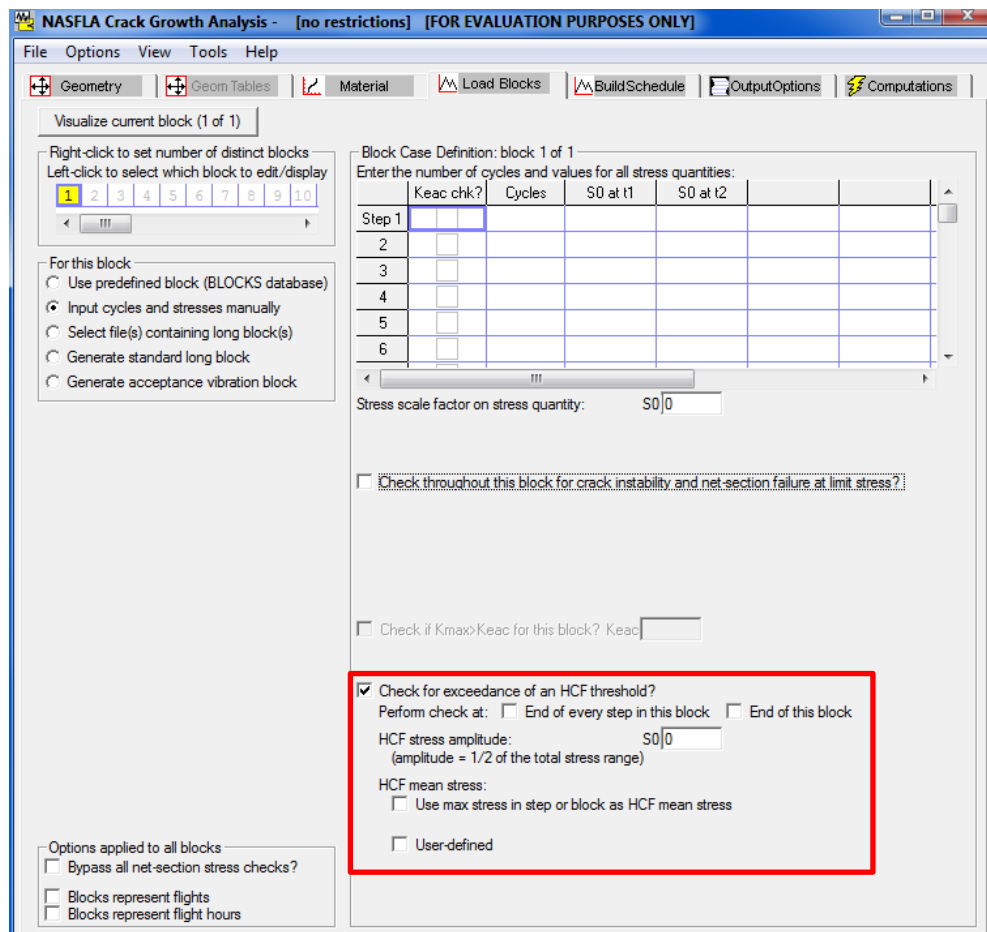 NASFLA Crack Growth Analysis - [no restrictions] [FOR EVALUATION PURPOSES ONLY]
File Options View Tools Help
Geometry Geom Tables Material Load Blocks BuildSchedule OutputOptions Computations
Visualize current block (1 of 1)
Right-click to set number of distinct blocks
Left-click to select which block to edit/display
1 2 3 4 5 6 7 8 9 10
For this block
Use predefined block (BLOCKS database)
Input cycles and stresses manually
Select file(s) containing long block(s)
Generate standard long block
Generate acceptance vibration block
Block Case Definition: block 1 of 1
Enter the number of cycles and values for all stress quantities:
Keac chk? Cycles S0 at t1 S0 at t2
Step 1
2
3
4
5
6
Stress scale factor on stress quantity: S0 0
Check throughout this block for crack instability and net-section failure at limit stress?
Check if Kmax>Keac for this block? Keac
Check for exceedance of an HCF threshold?
Perform check at: End of every step in this block End of this block
HCF stress amplitude: S0 0
(amplitude = 1/2 of the total stress range)
HCF mean stress:
Use max stress in step or block as HCF mean stress
User-defined
Options applied to all blocks
Bypass all net-section stress checks?
Blocks represent flights
Blocks represent flight hours